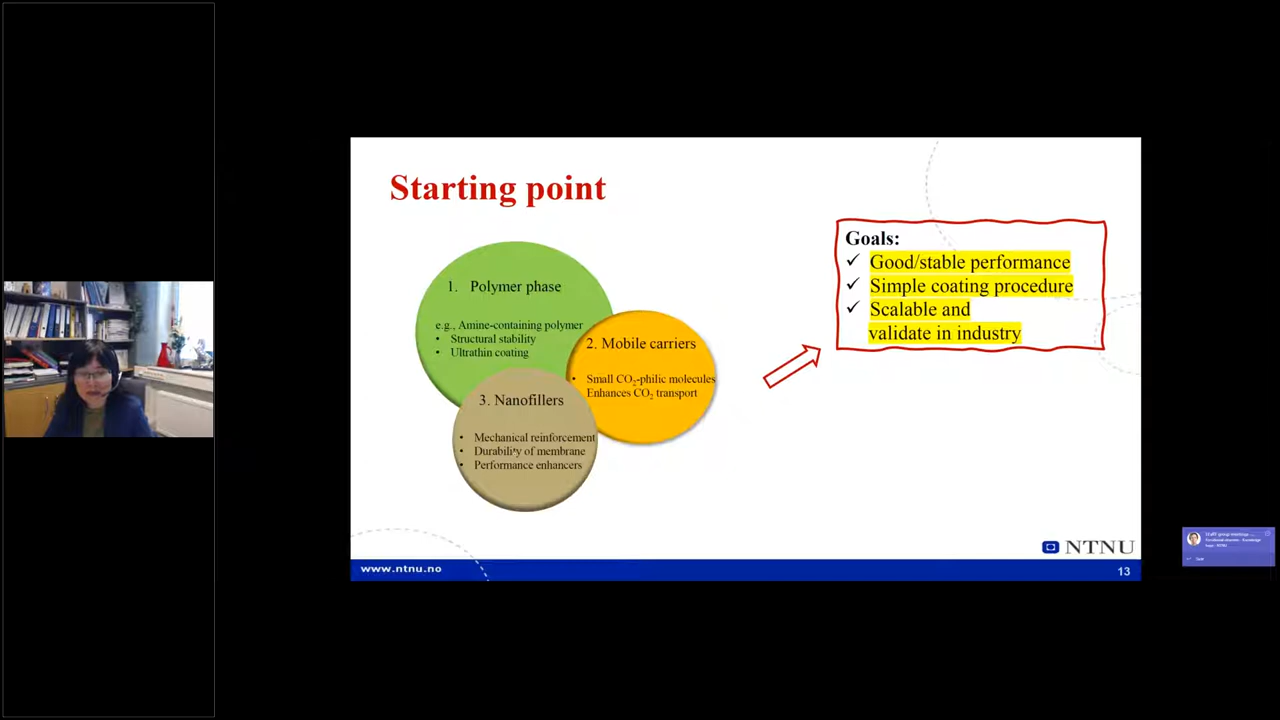 Starting point
1. Polymer phase
e.g., Amine-containing polymer
• Structural stability
• Ultrathin coating
2. Mobile carriers
• Small CO₂-philic molecules
Enhances CO₂ transport
3. Nanofillers
• Mechanical reinforcement
• Durability of membrane
• Performance enhancers
Goals:
✓ Good/stable performance
✓ Simple coating procedure
✓ Scalable and
validate in industry
NTNU
www.ntnu.no
13